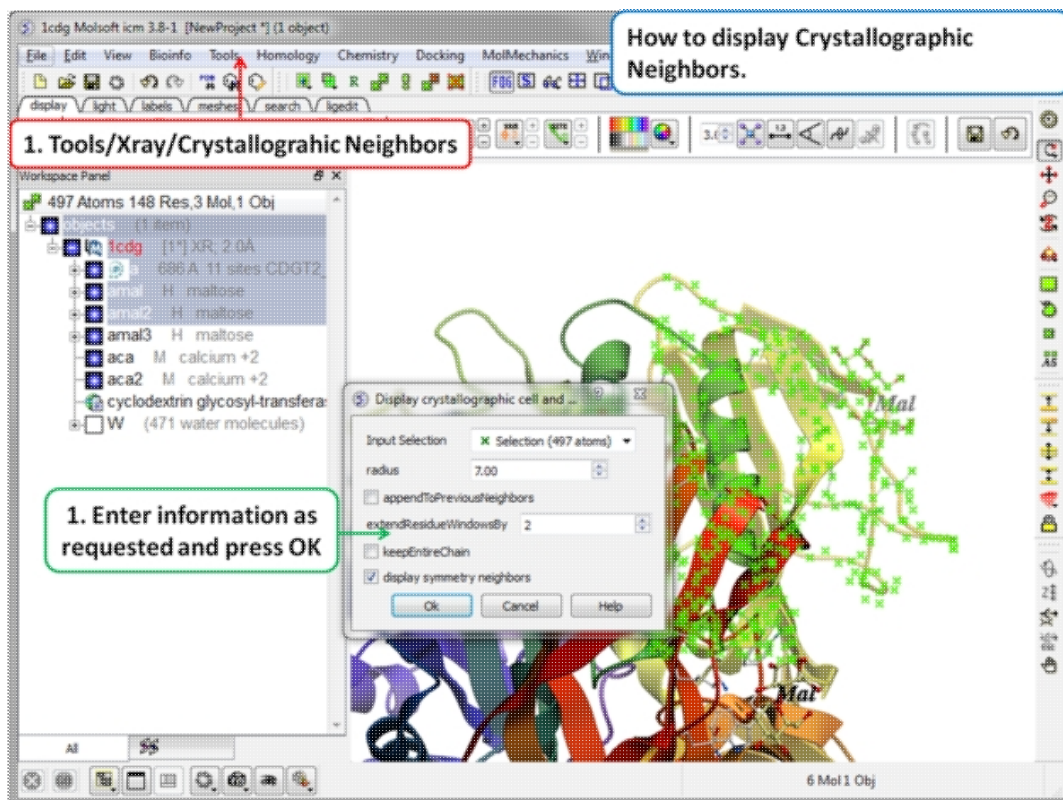 1cdg Molsoft icm 3.8-1 [NewProject *] (1 object)
How to display Crystallographic
Neighbors.
File Edit View Bioinfo Tools Homology Chemistry Docking MolMechanics
display light labels meshes search ligedit
1. Tools/Xray/Crystallograhic Neighbors
Workspace Panel
497 Atoms 148 Res,3 Mol,1 Obj
objects (1 item)
1cdg [1*] XR, 2.0A
a 686 A 11 sites CDGT2_
amal H maltose
amal2 H maltose
amal3 H maltose
aca M calcium +2
aca2 M calcium +2
cyclodextrin glycosyl-transfera
W (471 water molecules)
Mal
Display crystallographic cell and ...
Input Selection Selection (497 atoms)
radius 7.00
appendToPreviousNeighbors
1. Enter information as
requested and press OK
extendResidueWindowsBy 2
keepEntireChain
display symmetry neighbors
Ok Cancel Help
Mal
All
6 Mol 1 Obj